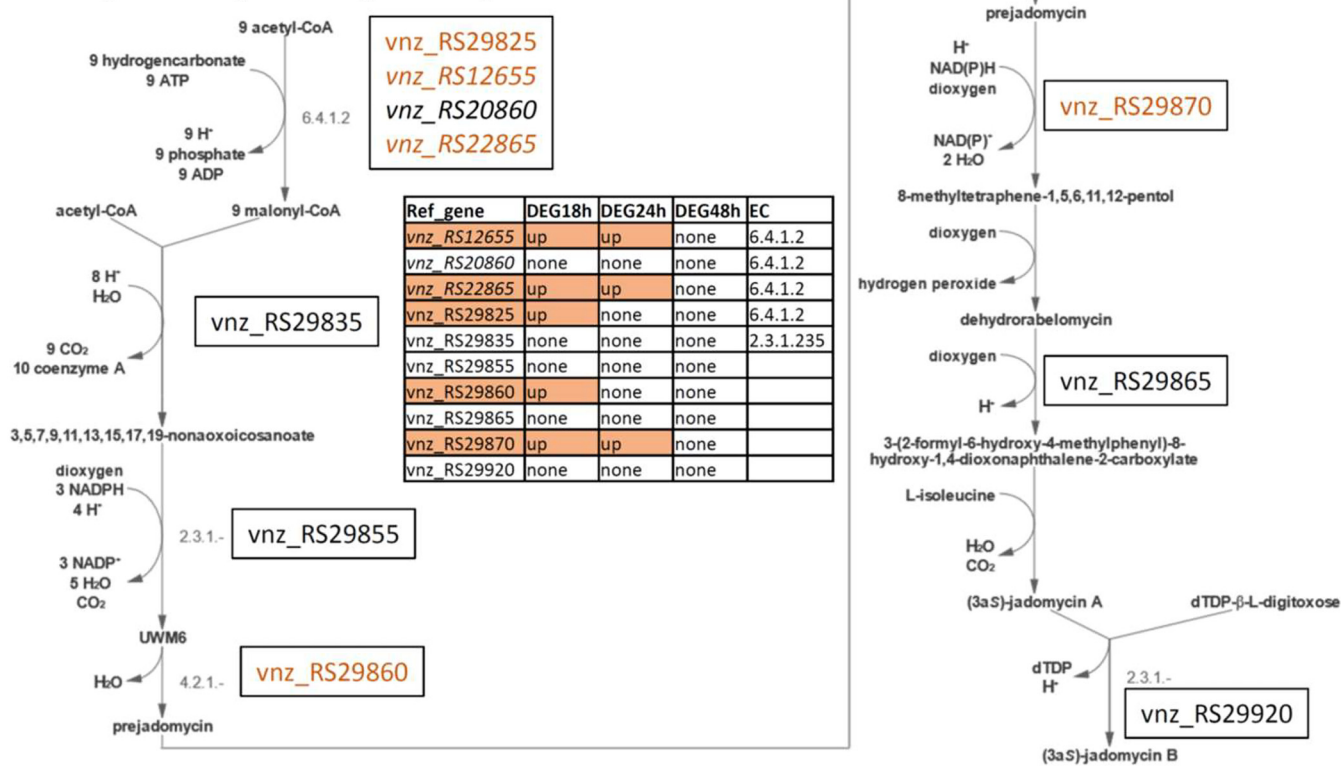 9 acetyl-CoA
9 hydrogencarbonate
9 ATP
6.4.1.2
9 H⁺
9 phosphate
9 ADP
vnz_RS29825
vnz_RS12655
vnz_RS20860
vnz_RS22865
acetyl-CoA
9 malonyl-CoA
8 H⁺
H₂O
vnz_RS29835
9 CO₂
10 coenzyme A
3,5,7,9,11,13,15,17,19-nonaoxoicosanoate
dioxygen
3 NADPH
4 H⁺
2.3.1.-
vnz_RS29855
3 NADP⁺
5 H₂O
CO₂
UWM6
H₂O
4.2.1.-
vnz_RS29860
prejadomycin
Ref_gene DEG18h DEG24h DEG48h EC
vnz_RS12655 up up none 6.4.1.2
vnz_RS20860 none none none 6.4.1.2
vnz_RS22865 up up none 6.4.1.2
vnz_RS29825 up none none 6.4.1.2
vnz_RS29835 none none none 2.3.1.235
vnz_RS29855 none none none
vnz_RS29860 up none none
vnz_RS29865 none none none
vnz_RS29870 up up none
vnz_RS29920 none none none
prejadomycin
H⁺
NAD(P)H
dioxygen
vnz_RS29870
NAD(P)⁺
2 H₂O
8-methyltetraphene-1,5,6,11,12-pentol
dioxygen
hydrogen peroxide
dehydrorabelomycin
dioxygen
vnz_RS29865
H⁺
3-(2-formyl-6-hydroxy-4-methylphenyl)-8-
hydroxy-1,4-dioxonaphthalene-2-carboxylate
L-isoleucine
H₂O
CO₂
(3aS)-jadomycin A
dTDP-β-L-digitoxose
dTDP
H⁺
2.3.1.-
vnz_RS29920
(3aS)-jadomycin B